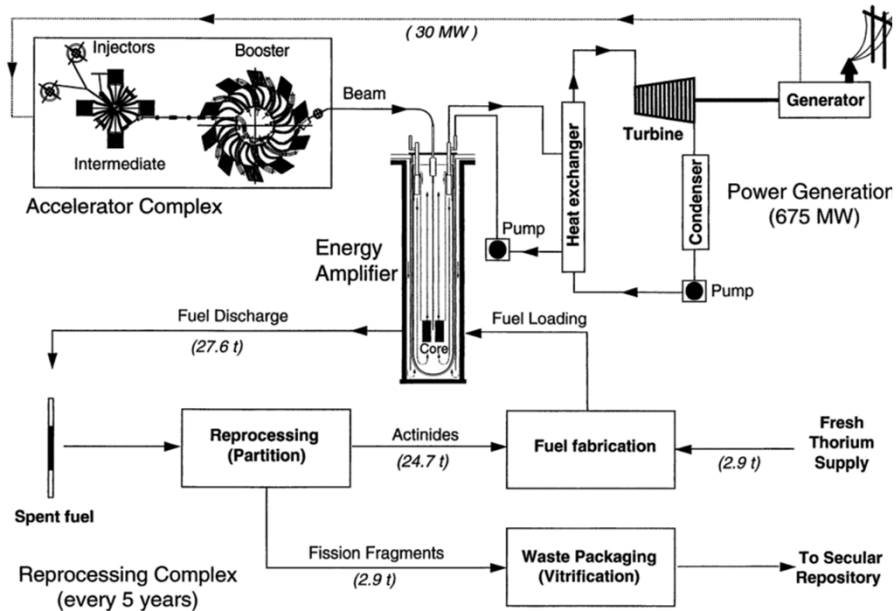 ( 30 MW )
Injectors
Booster
Intermediate
Accelerator Complex
Beam
Energy
Amplifier
Core
Pump
Heat exchanger
Turbine
Condenser
Pump
Generator
Power Generation
(675 MW)
Fuel Discharge
(27.6 t)
Fuel Loading
Spent fuel
Reprocessing
(Partition)
Actinides
(24.7 t)
Fuel fabrication
(2.9 t)
Fresh
Thorium
Supply
Fission Fragments
(2.9 t)
Waste Packaging
(Vitrification)
To Secular
Repository
Reprocessing Complex
(every 5 years)